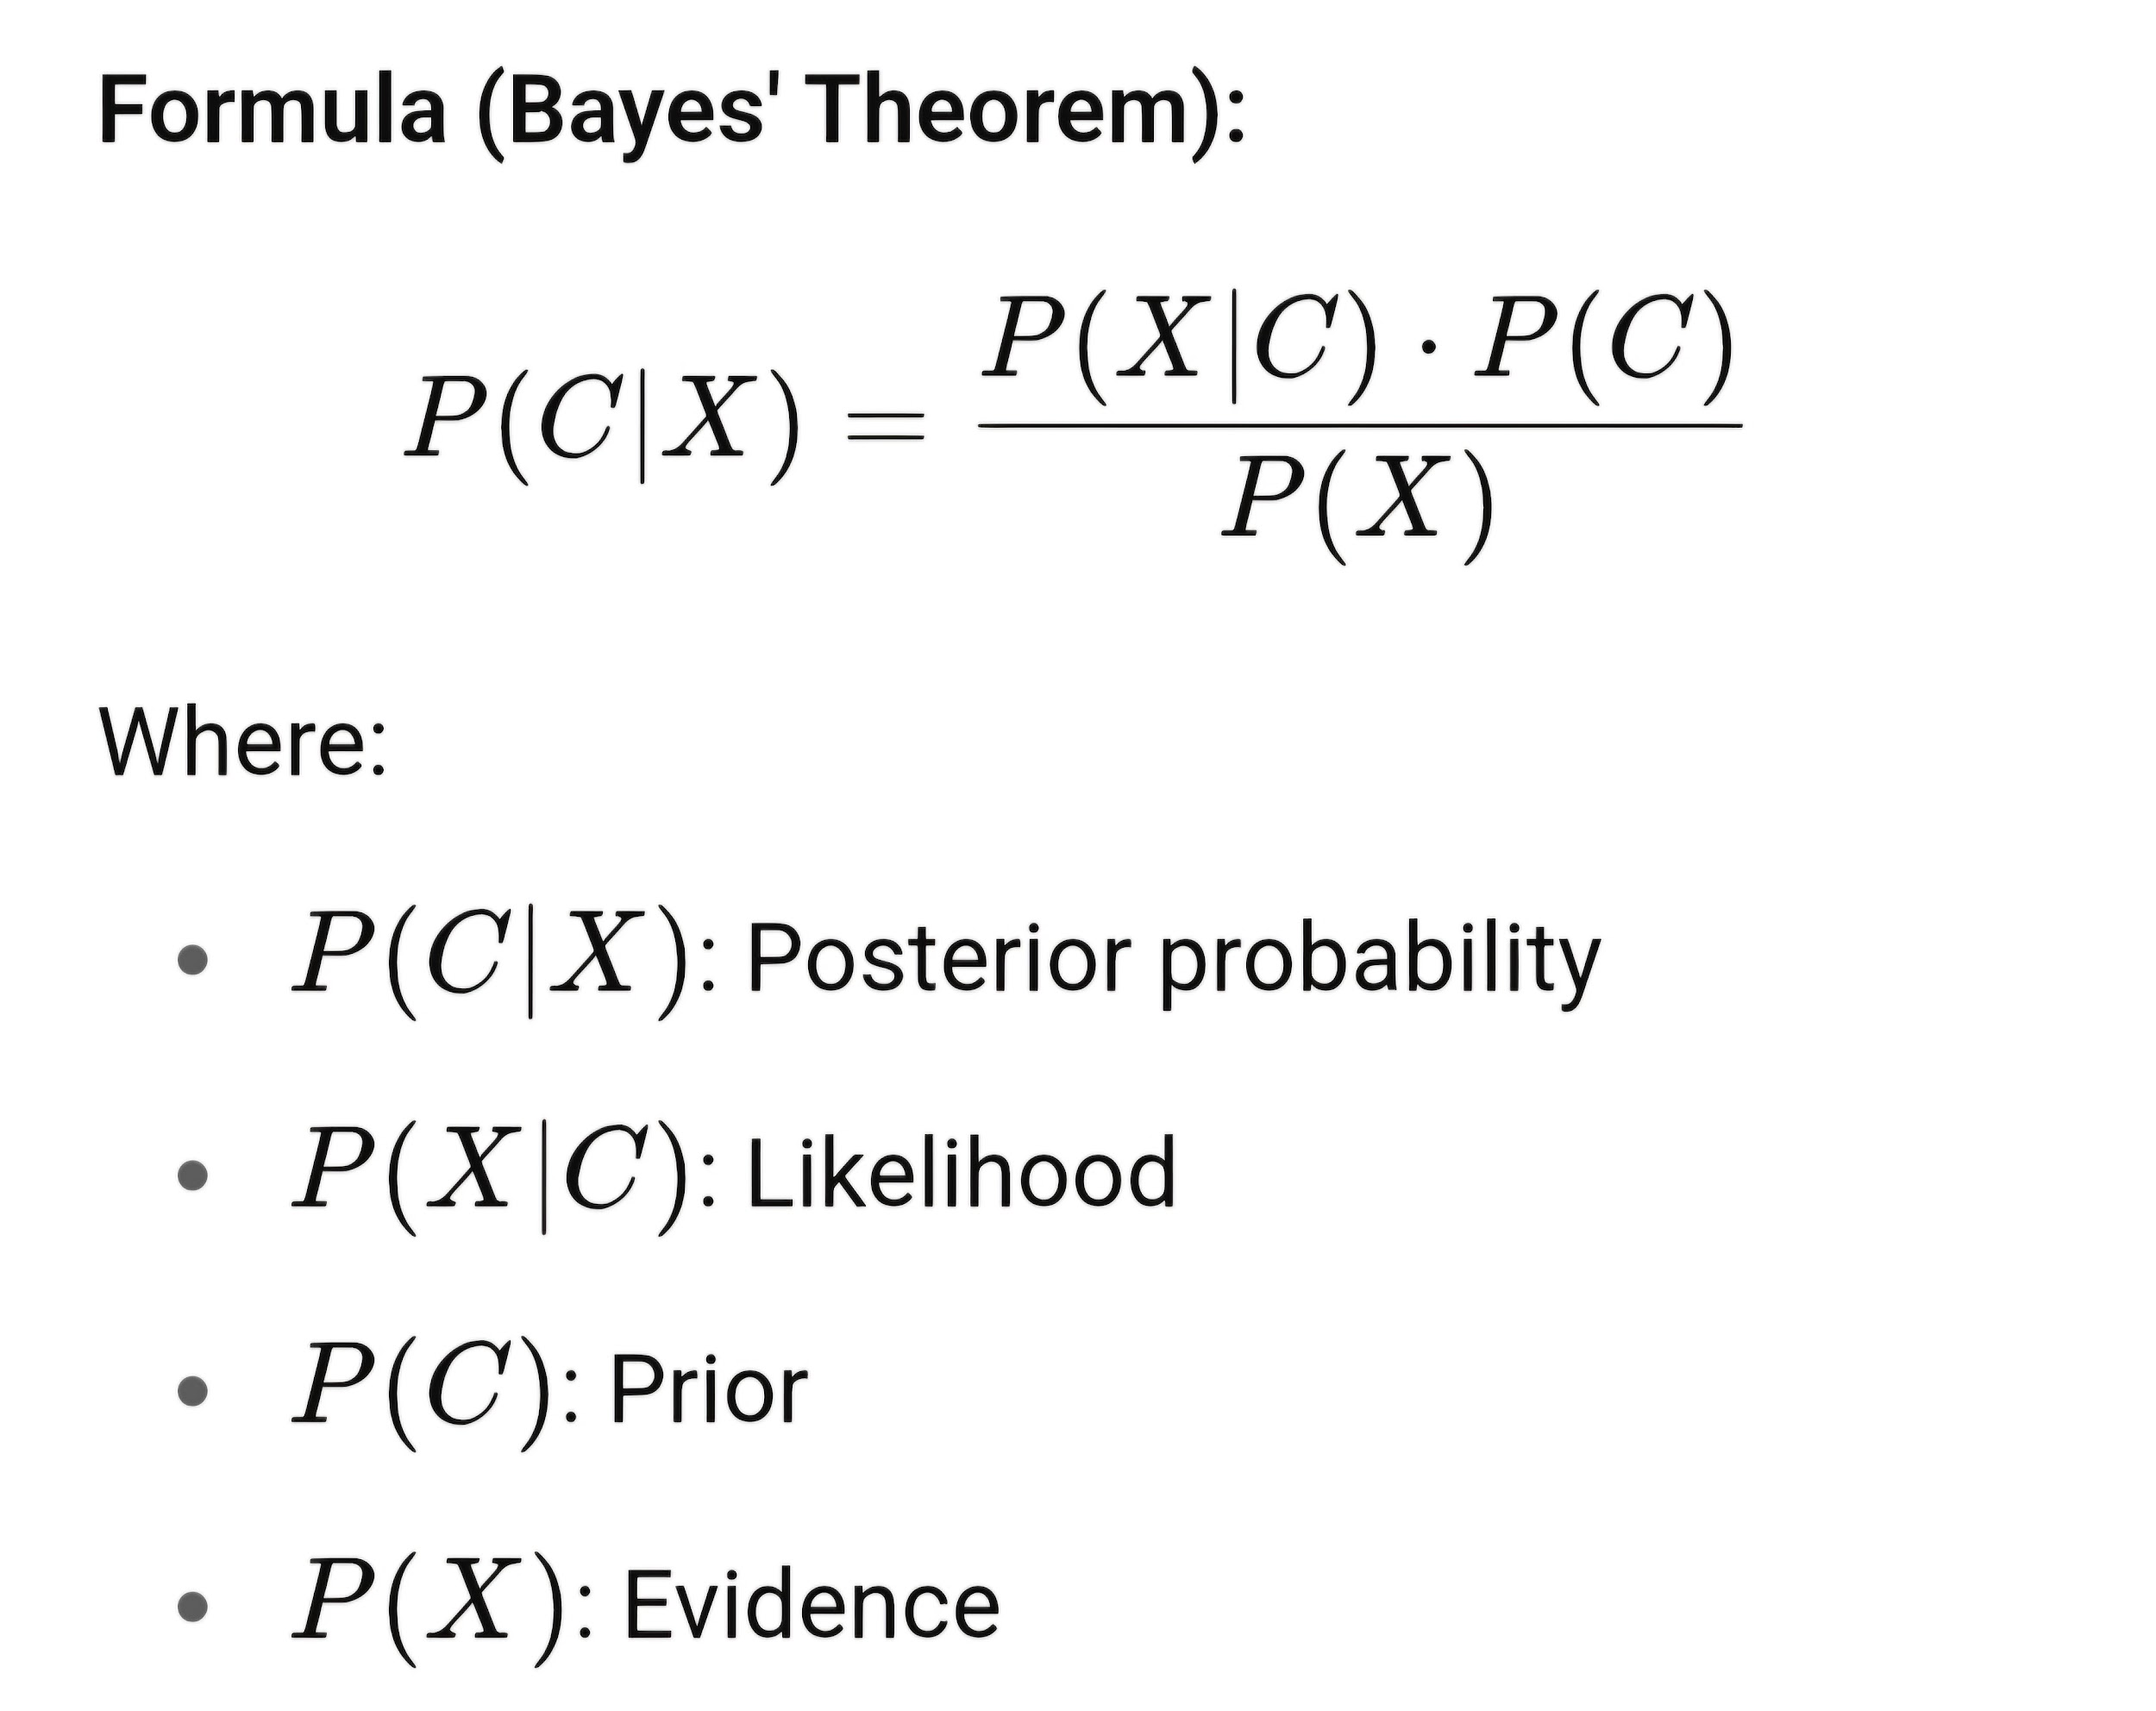 Formula (Bayes' Theorem):
P(C|X) = P(X|C) · P(C) / P(X)
Where:
• P(C|X): Posterior probability
• P(X|C): Likelihood
• P(C): Prior
• P(X): Evidence